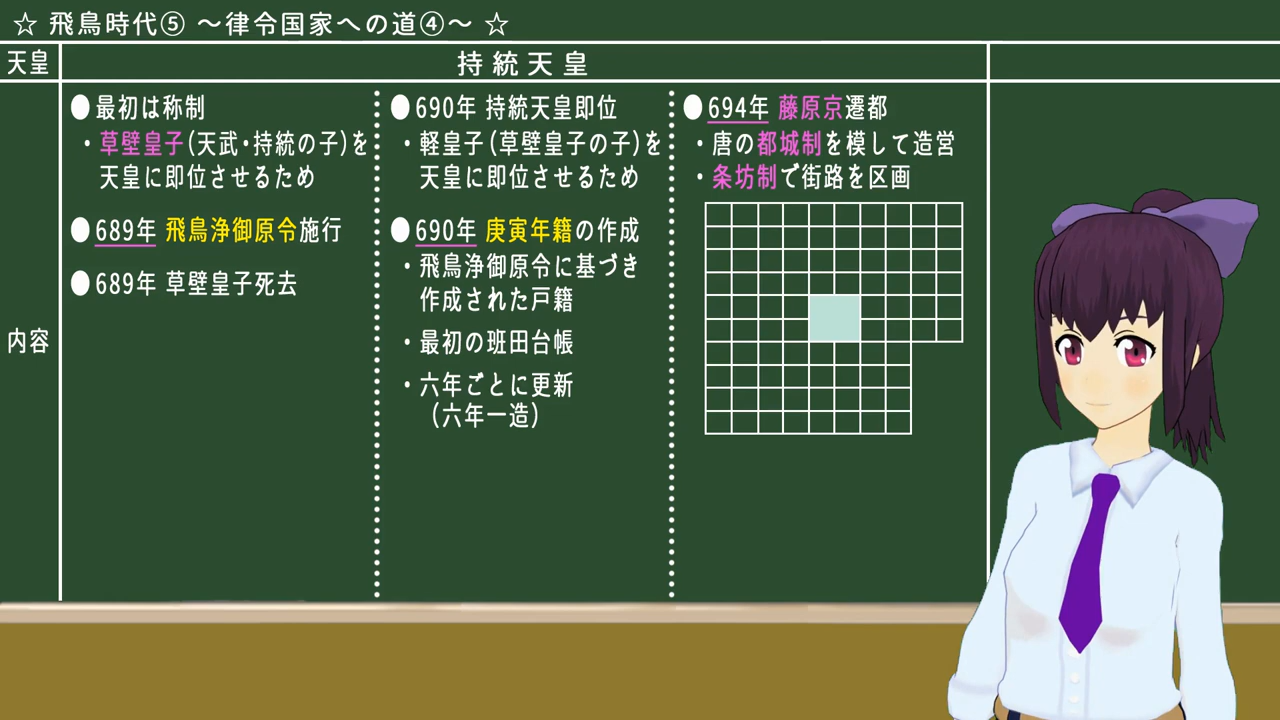 ☆ 飛鳥時代⑤ ～律令国家への道④～ ☆
天皇
持統天皇
内容
●最初は称制
・草壁皇子(天武・持統の子)を
天皇に即位させるため
●689年 飛鳥浄御原令施行
●689年 草壁皇子死去
●690年 持統天皇即位
・軽皇子(草壁皇子の子)を
天皇に即位させるため
●690年 庚寅年籍の作成
・飛鳥浄御原令に基づき
作成された戸籍
・最初の班田台帳
・六年ごとに更新
(六年一造)
●694年 藤原京遷都
・唐の都城制を模して造営
・条坊制で街路を区画